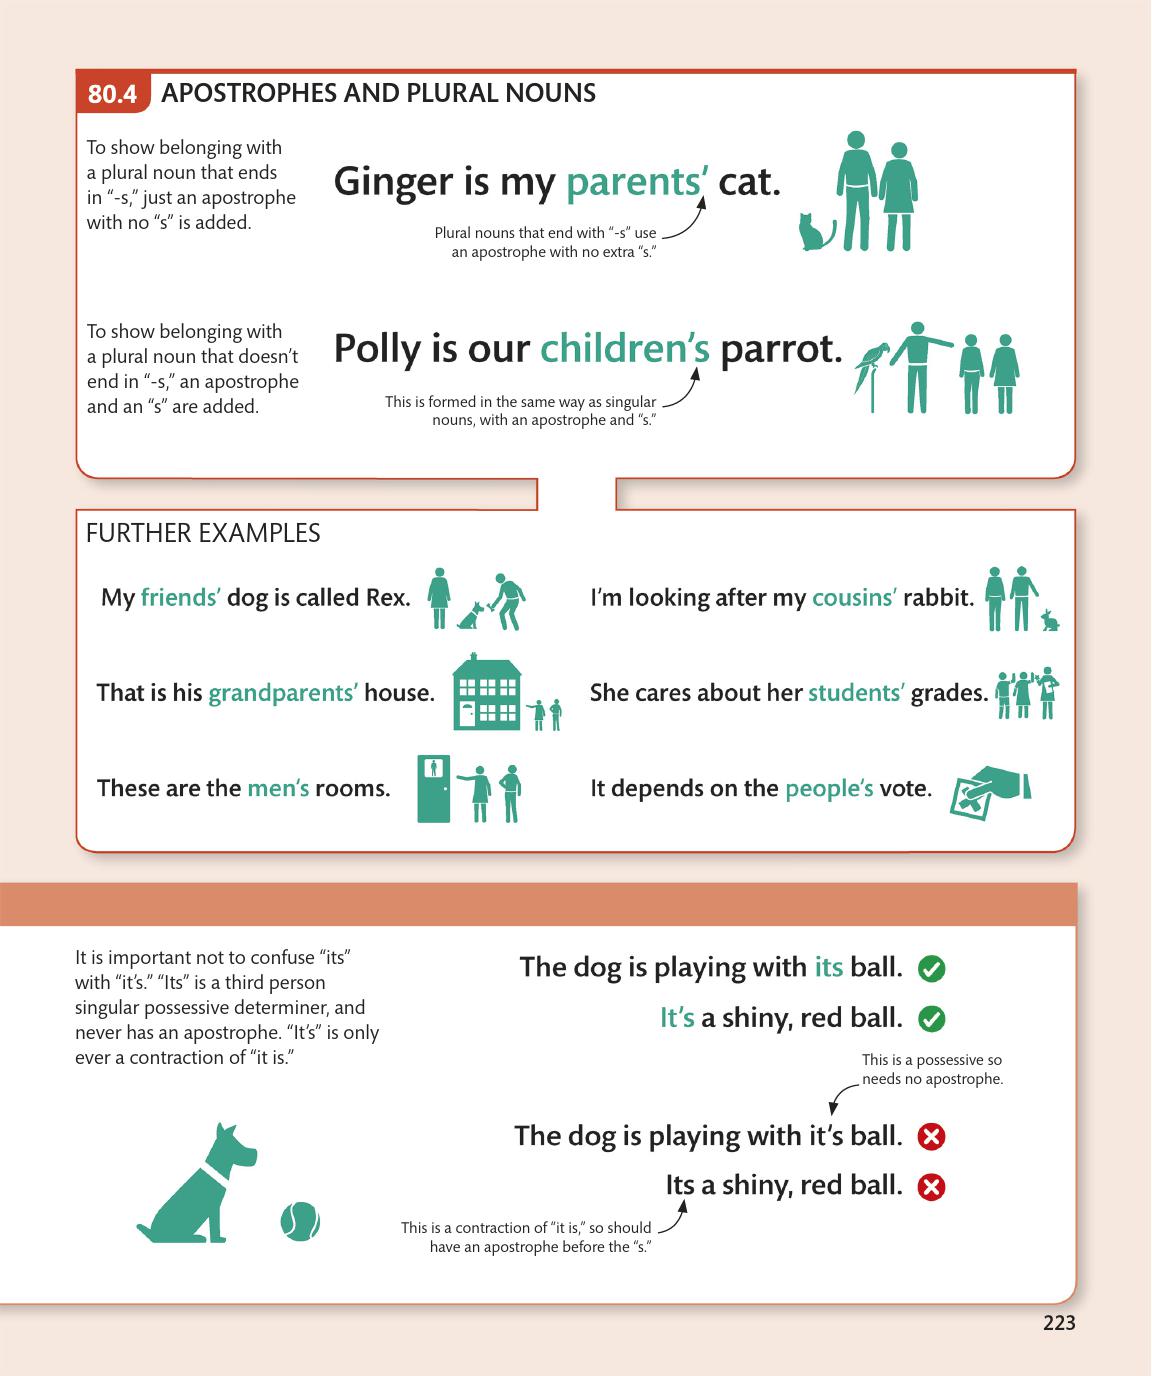 80.4 APOSTROPHES AND PLURAL NOUNS
To show belonging with
a plural noun that ends
in “-s,” just an apostrophe
with no “s” is added.
Ginger is my parents’ cat.
Plural nouns that end with “-s” use
an apostrophe with no extra “s.”
To show belonging with
a plural noun that doesn’t
end in “-s,” an apostrophe
and an “s” are added.
Polly is our children’s parrot.
This is formed in the same way as singular
nouns, with an apostrophe and “s.”
FURTHER EXAMPLES
My friends’ dog is called Rex.
I’m looking after my cousins’ rabbit.
That is his grandparents’ house.
She cares about her students’ grades.
These are the men’s rooms.
It depends on the people’s vote.
It is important not to confuse “its”
with “it’s.” “Its” is a third person
singular possessive determiner, and
never has an apostrophe. “It’s” is only
ever a contraction of “it is.”
The dog is playing with its ball.
It’s a shiny, red ball.
This is a possessive so
needs no apostrophe.
The dog is playing with it’s ball.
Its a shiny, red ball.
This is a contraction of “it is,” so should
have an apostrophe before the “s.”
223